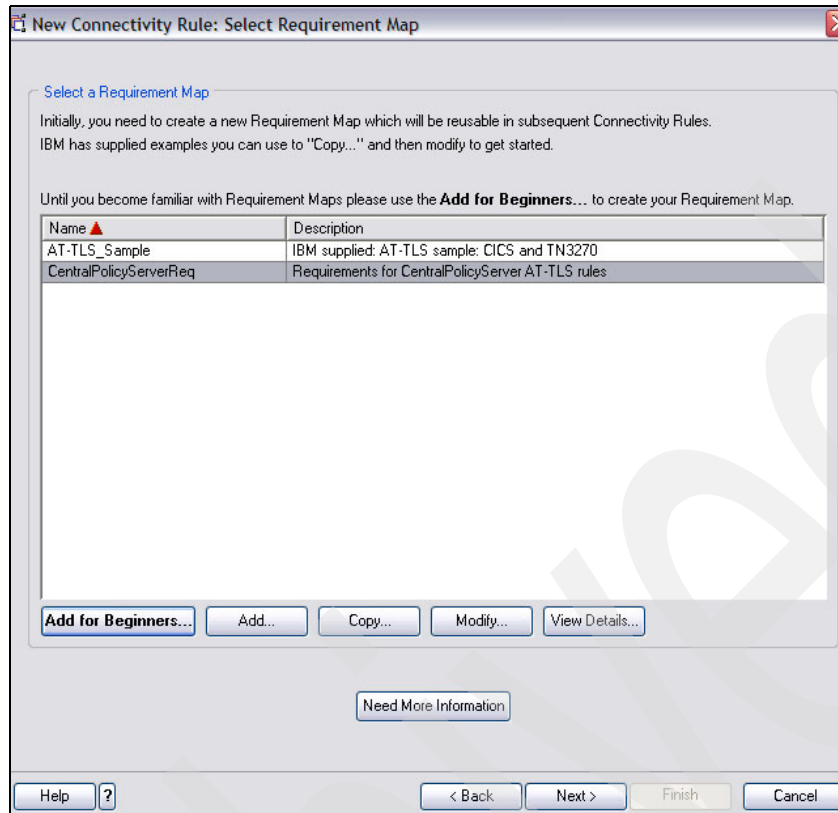 New Connectivity Rule: Select Requirement Map
Select a Requirement Map
Initially, you need to create a new Requirement Map which will be reusable in subsequent Connectivity Rules.
IBM has supplied examples you can use to "Copy..." and then modify to get started.
Until you become familiar with Requirement Maps please use the Add for Beginners... to create your Requirement Map.
Name Description
AT-TLS_Sample IBM supplied: AT-TLS sample: CICS and TN3270
CentralPolicyServerReq Requirements for CentralPolicyServer AT-TLS rules
Add for Beginners... Add... Copy... Modify... View Details...
Need More Information
Help ? < Back Next > Finish Cancel